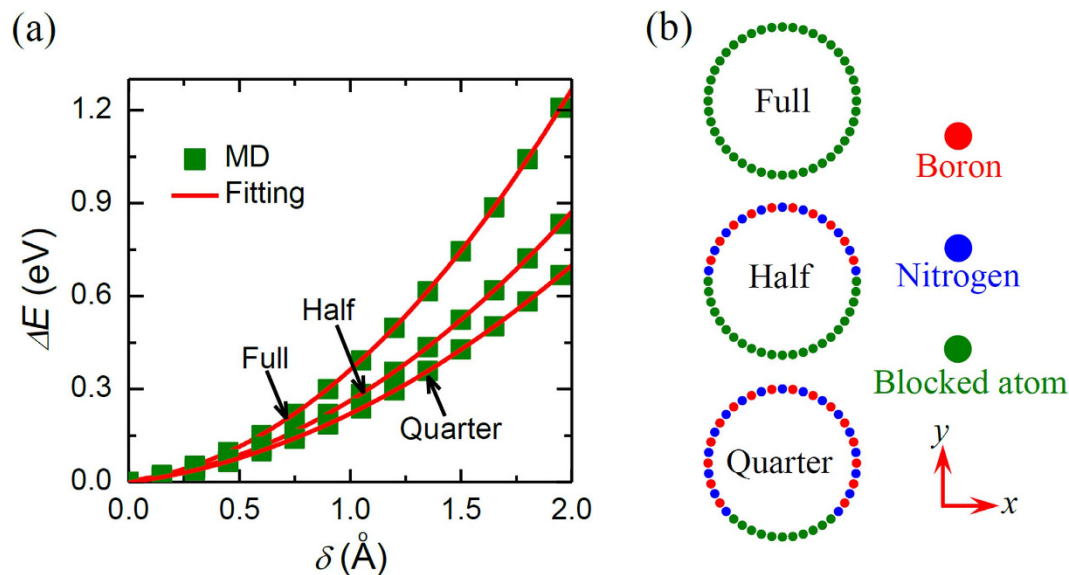 (a)
ΔE (eV)
1.2
0.9
0.6
0.3
0.0
MD
Fitting
Full
Half
Quarter
0.0 0.5 1.0 1.5 2.0
δ (Å)
(b)
Full
Half
Quarter
Boron
Nitrogen
Blocked atom
y
x